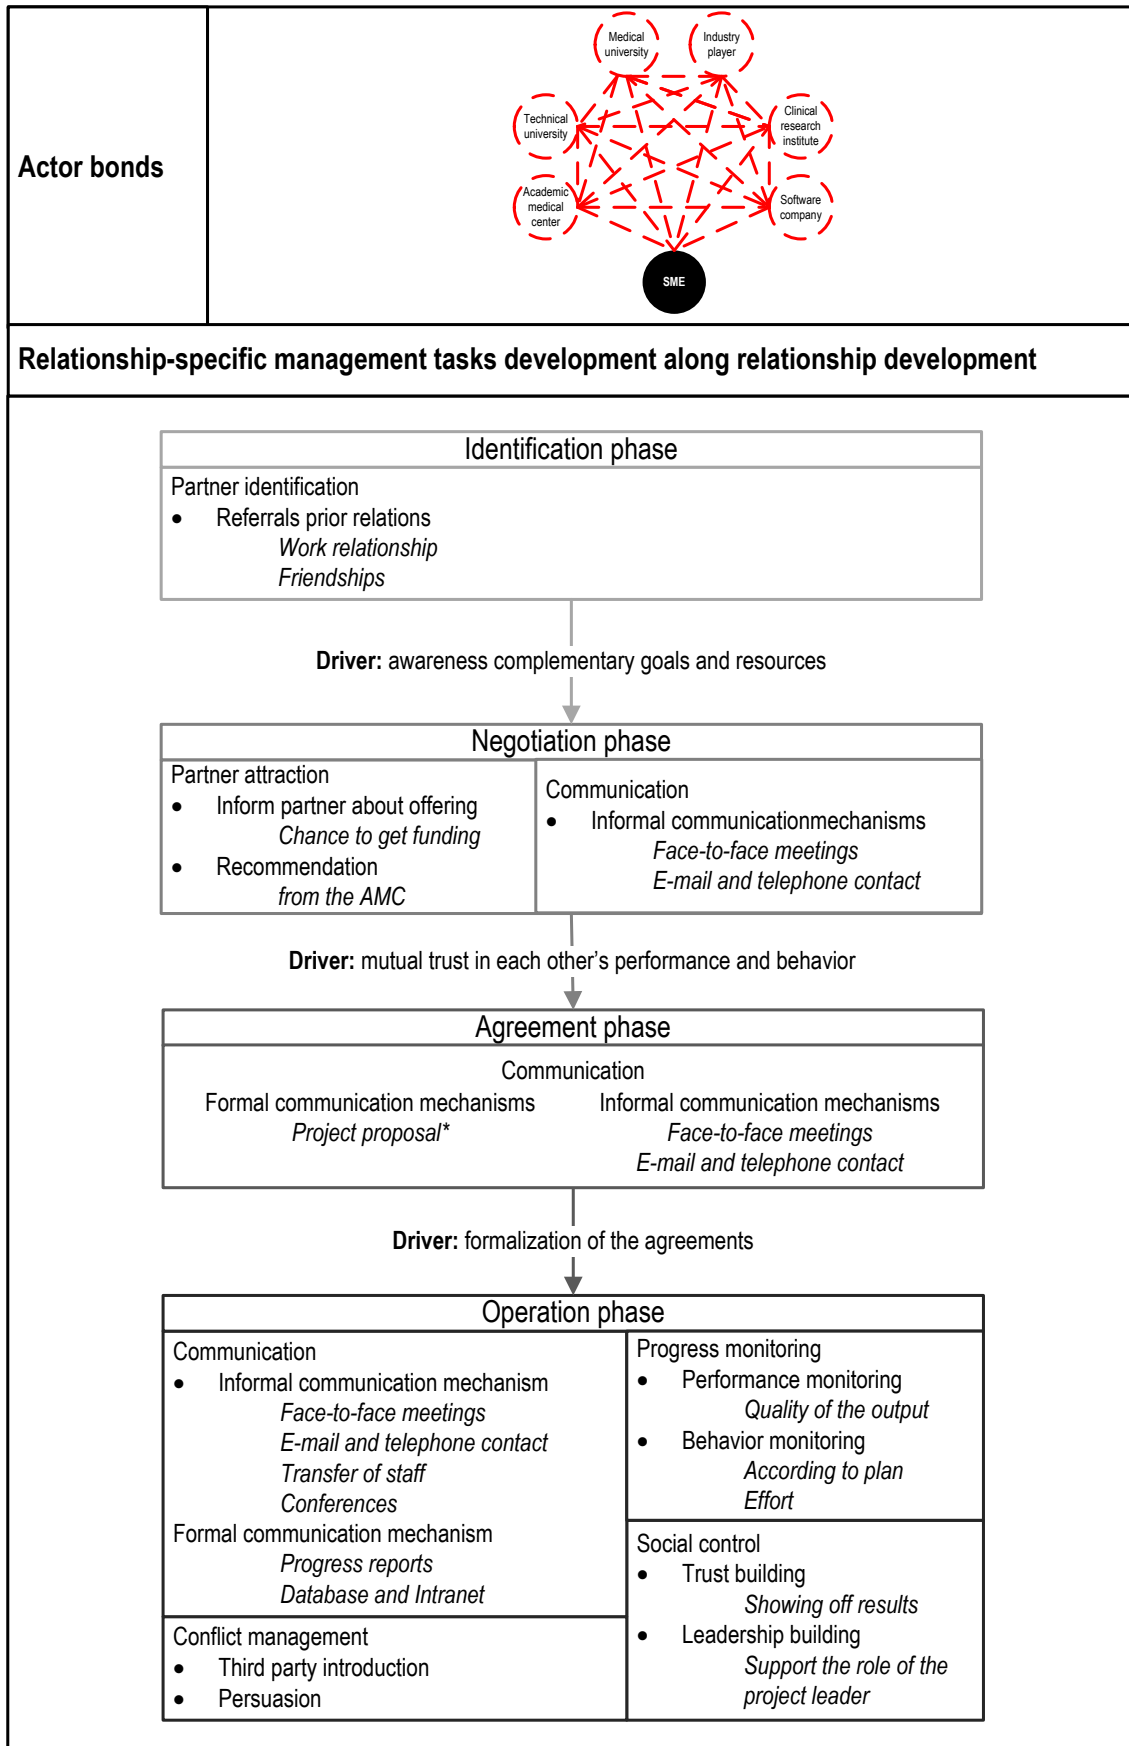 Actor bonds
Medical
university
Industry
player
Technical
university
Clinical
research
institute
Academic
medical
center
Software
company
SME
Relationship-specific management tasks development along relationship development
Identification phase
Partner identification
• Referrals prior relations
Work relationship
Friendships
Driver: awareness complementary goals and resources
Negotiation phase
Partner attraction
• Inform partner about offering
Chance to get funding
• Recommendation
from the AMC
Communication
• Informal communicationmechanisms
Face-to-face meetings
E-mail and telephone contact
Driver: mutual trust in each other’s performance and behavior
Agreement phase
Communication
Formal communication mechanisms
Project proposal*
Informal communication mechanisms
Face-to-face meetings
E-mail and telephone contact
Driver: formalization of the agreements
Operation phase
Communication
• Informal communication mechanism
Face-to-face meetings
E-mail and telephone contact
Transfer of staff
Conferences
Formal communication mechanism
Progress reports
Database and Intranet
Conflict management
• Third party introduction
• Persuasion
Progress monitoring
• Performance monitoring
Quality of the output
• Behavior monitoring
According to plan
Effort
Social control
• Trust building
Showing off results
• Leadership building
Support the role of the
project leader